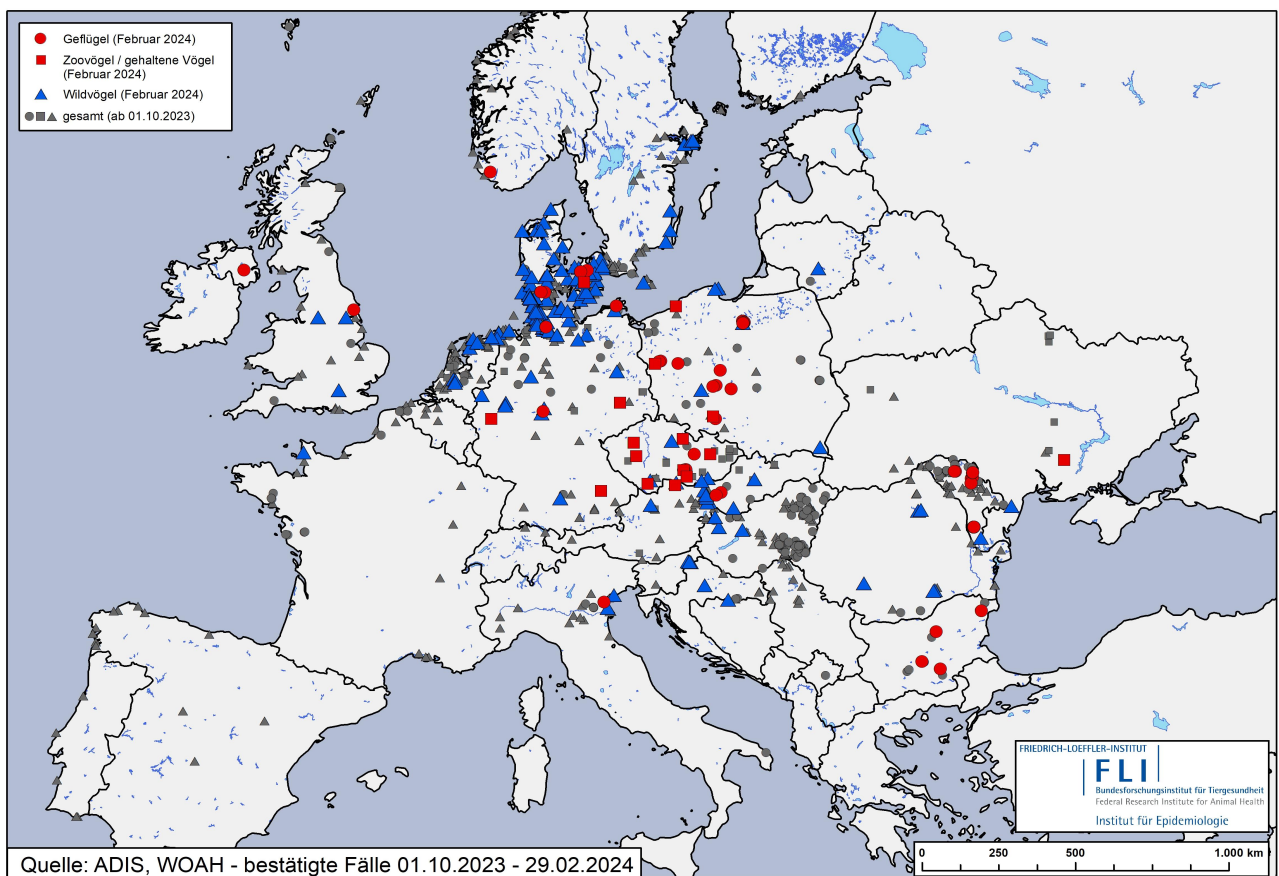 Geflügel (Februar 2024)
Zoovögel / gehaltene Vögel
(Februar 2024)
Wildvögel (Februar 2024)
gesamt (ab 01.10.2023)
FRIEDRICH-LOEFFLER-INSTITUT
FLI
Bundesforschungsinstitut für Tiergesundheit
Federal Research Institute for Animal Health
Institut für Epidemiologie
Quelle: ADIS, WOAH - bestätigte Fälle 01.10.2023 - 29.02.2024
0 250 500 1.000 km